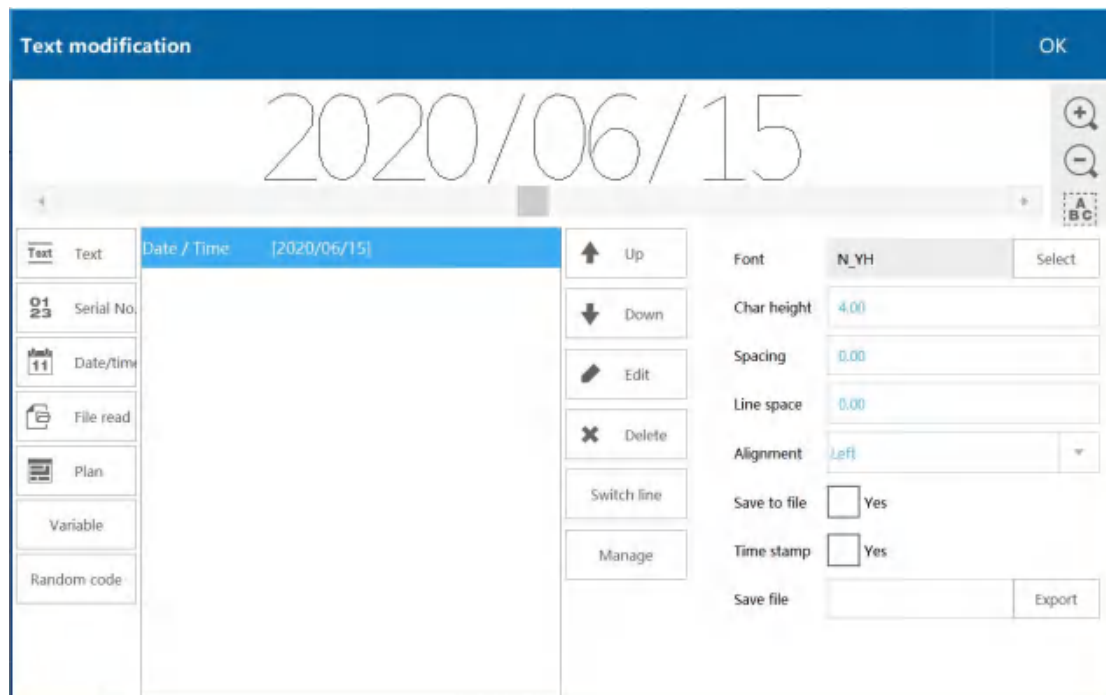 Text modification
OK
2020/06/15
A
BC
Text Text
0123 Serial No.
11 Date/time
File read
Plan
Variable
Random code
Date / Time [2020/06/15]
Up
Down
Edit
Delete
Switch line
Manage
Font N_YH Select
Char height 4.00
Spacing 0.00
Line space 0.00
Alignment Left
Save to file Yes
Time stamp Yes
Save file Export